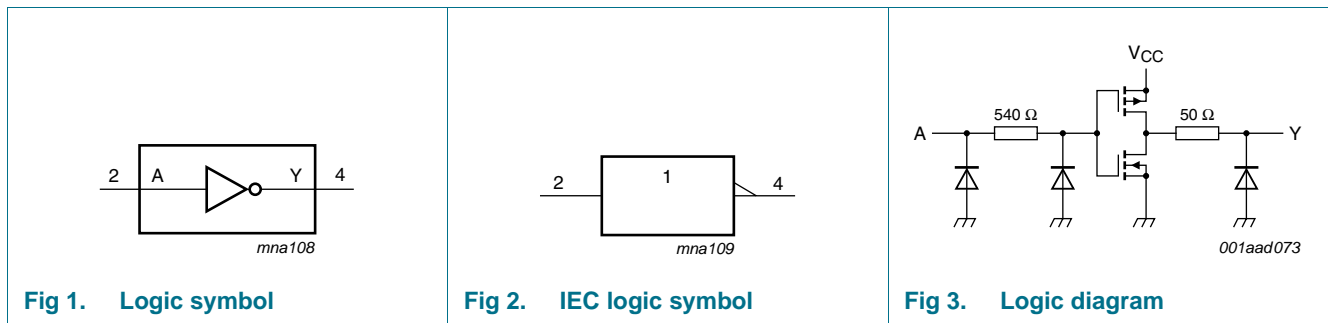 2 A Y 4
mna108
Fig 1. Logic symbol
1
2 4
mna109
Fig 2. IEC logic symbol
VCC
540 Ω 50 Ω
A Y
001aad073
Fig 3. Logic diagram